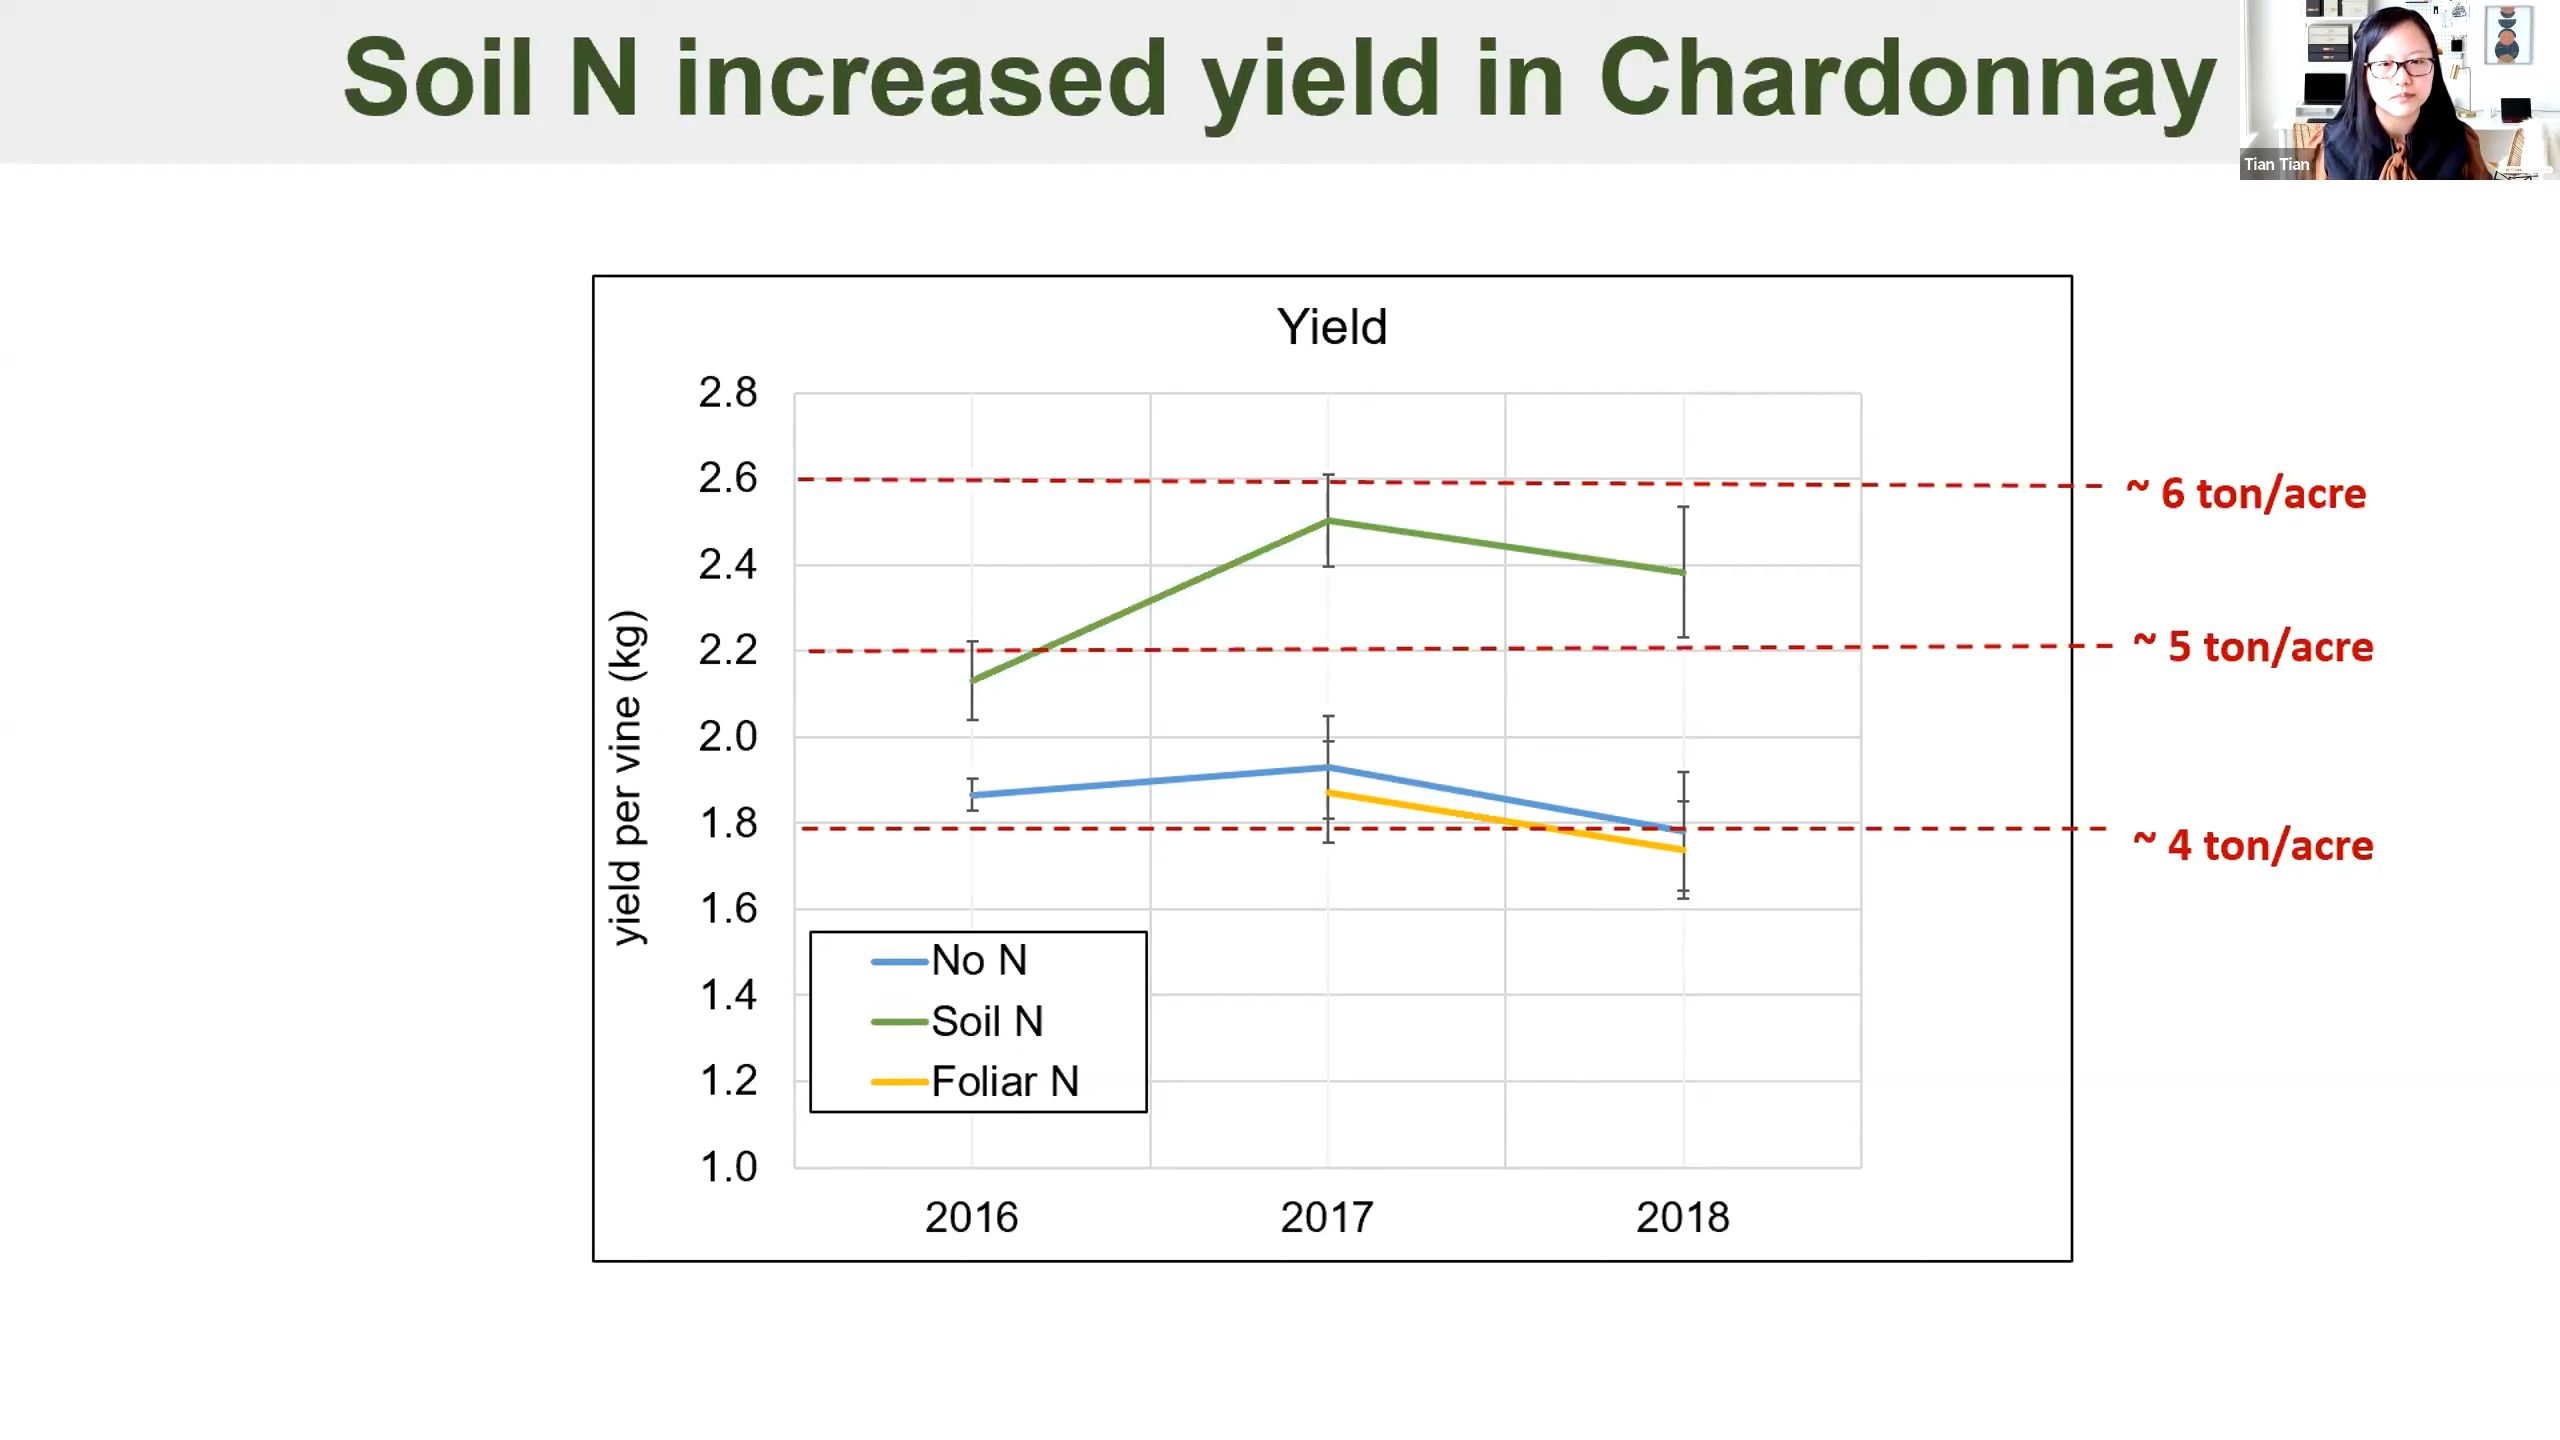 Soil N increased yield in Chardonnay
Tian Tian
Yield
2.8
2.6
2.4
2.2
2.0
1.8
1.6
1.4
1.2
1.0
yield per vine (kg)
~ 6 ton/acre
~ 5 ton/acre
~ 4 ton/acre
No N
Soil N
Foliar N
2016 2017 2018